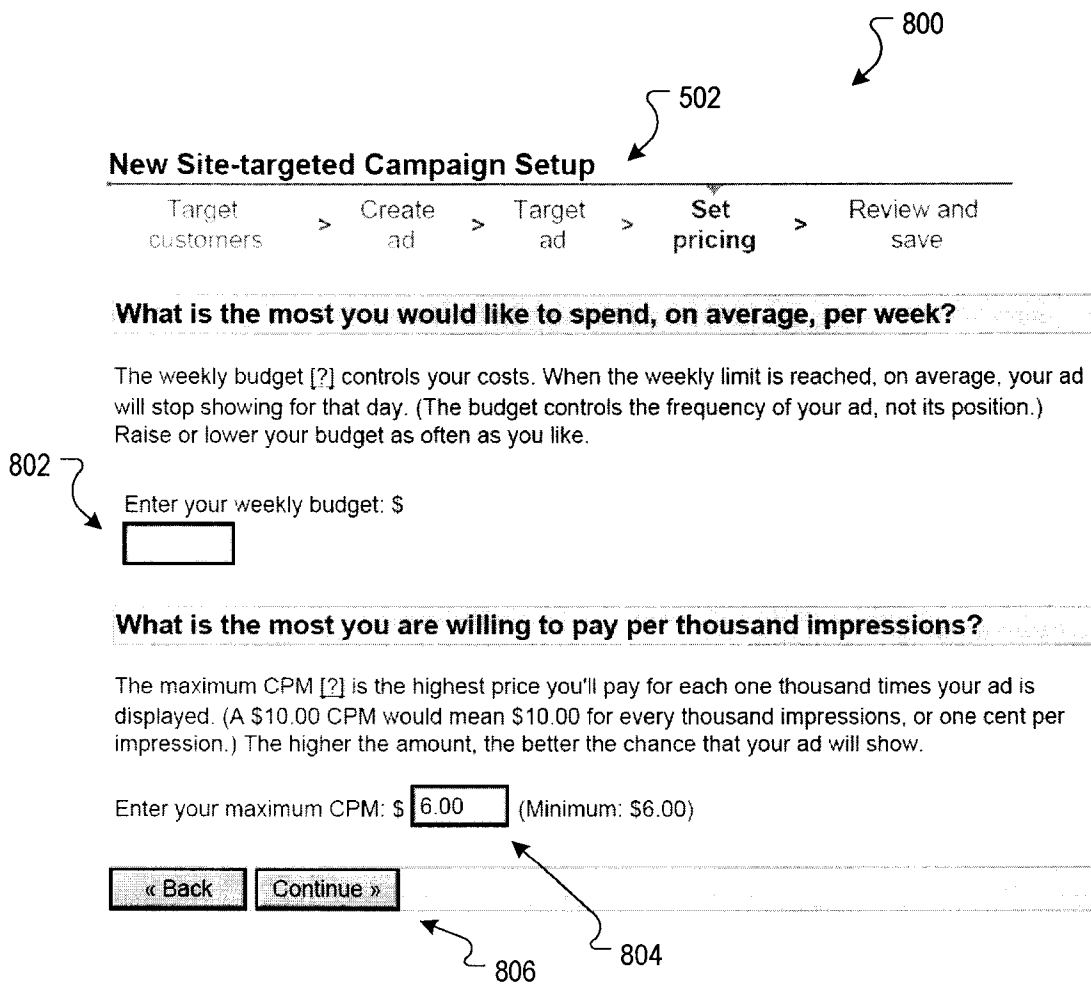 800
502
New Site-targeted Campaign Setup
Target customers > Create ad > Target ad > Set pricing > Review and save
What is the most you would like to spend, on average, per week?
The weekly budget [?] controls your costs. When the weekly limit is reached, on average, your ad
will stop showing for that day. (The budget controls the frequency of your ad, not its position.)
Raise or lower your budget as often as you like.
802
Enter your weekly budget: $
What is the most you are willing to pay per thousand impressions?
The maximum CPM [?] is the highest price you'll pay for each one thousand times your ad is
displayed. (A $10.00 CPM would mean $10.00 for every thousand impressions, or one cent per
impression.) The higher the amount, the better the chance that your ad will show.
Enter your maximum CPM: $ 6.00 (Minimum: $6.00)
« Back Continue »
804
806